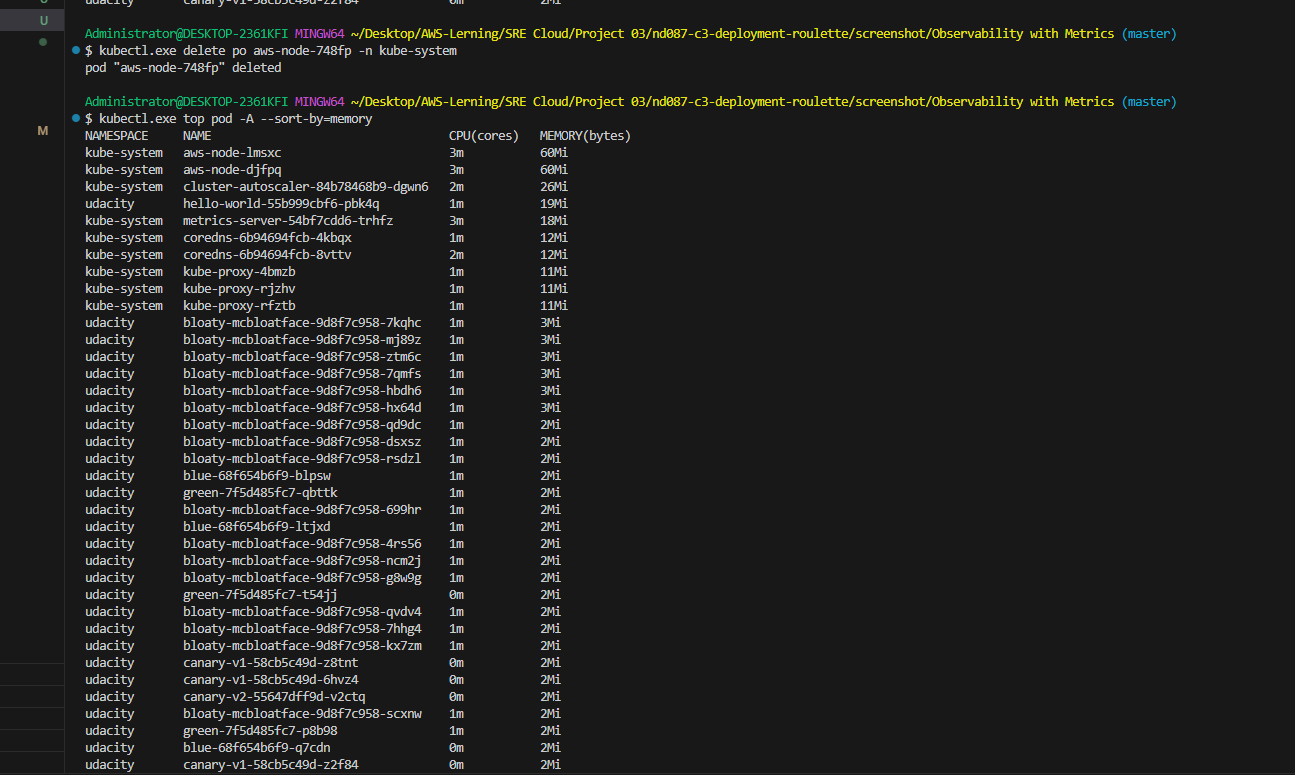 U
udacity canary-v1-58cb5c49d-z2f84 0m 2Mi
U
Administrator@DESKTOP-2361KFI MINGW64 ~/Desktop/AWS-Lerning/SRE Cloud/Project 03/nd087-c3-deployment-roulette/screenshot/Observability with Metrics (master)
$ kubectl.exe delete po aws-node-748fp -n kube-system
pod "aws-node-748fp" deleted
Administrator@DESKTOP-2361KFI MINGW64 ~/Desktop/AWS-Lerning/SRE Cloud/Project 03/nd087-c3-deployment-roulette/screenshot/Observability with Metrics (master)
$ kubectl.exe top pod -A --sort-by=memory
M
NAMESPACE NAME CPU(cores) MEMORY(bytes)
kube-system aws-node-lmsxc 3m 60Mi
kube-system aws-node-djfpq 3m 60Mi
kube-system cluster-autoscaler-84b78468b9-dgwn6 2m 26Mi
udacity hello-world-55b999cbf6-pbk4q 1m 19Mi
kube-system metrics-server-54bf7cdd6-trhfz 3m 18Mi
kube-system coredns-6b94694fcb-4kbqx 1m 12Mi
kube-system coredns-6b94694fcb-8vttv 2m 12Mi
kube-system kube-proxy-4bmzb 1m 11Mi
kube-system kube-proxy-rjzhv 1m 11Mi
kube-system kube-proxy-rfztb 1m 11Mi
udacity bloaty-mcbloatface-9d8f7c958-7kqhc 1m 3Mi
udacity bloaty-mcbloatface-9d8f7c958-mj89z 1m 3Mi
udacity bloaty-mcbloatface-9d8f7c958-ztm6c 1m 3Mi
udacity bloaty-mcbloatface-9d8f7c958-7qmfs 1m 3Mi
udacity bloaty-mcbloatface-9d8f7c958-hbdh6 1m 3Mi
udacity bloaty-mcbloatface-9d8f7c958-hx64d 1m 3Mi
udacity bloaty-mcbloatface-9d8f7c958-qd9dc 1m 2Mi
udacity bloaty-mcbloatface-9d8f7c958-dsxsz 1m 2Mi
udacity bloaty-mcbloatface-9d8f7c958-rsdzl 1m 2Mi
udacity blue-68f654b6f9-blpsw 1m 2Mi
udacity green-7f5d485fc7-qbttk 1m 2Mi
udacity bloaty-mcbloatface-9d8f7c958-699hr 1m 2Mi
udacity blue-68f654b6f9-ltjxd 1m 2Mi
udacity bloaty-mcbloatface-9d8f7c958-4rs56 1m 2Mi
udacity bloaty-mcbloatface-9d8f7c958-ncm2j 1m 2Mi
udacity bloaty-mcbloatface-9d8f7c958-g8w9g 1m 2Mi
udacity green-7f5d485fc7-t54jj 0m 2Mi
udacity bloaty-mcbloatface-9d8f7c958-qvdv4 1m 2Mi
udacity bloaty-mcbloatface-9d8f7c958-7hhg4 1m 2Mi
udacity bloaty-mcbloatface-9d8f7c958-kx7zm 1m 2Mi
udacity canary-v1-58cb5c49d-z8tnt 0m 2Mi
udacity canary-v1-58cb5c49d-6hvz4 0m 2Mi
udacity canary-v2-55647dff9d-v2ctq 0m 2Mi
udacity bloaty-mcbloatface-9d8f7c958-scxnw 1m 2Mi
udacity green-7f5d485fc7-p8b98 1m 2Mi
udacity blue-68f654b6f9-q7cdn 0m 2Mi
udacity canary-v1-58cb5c49d-z2f84 0m 2Mi